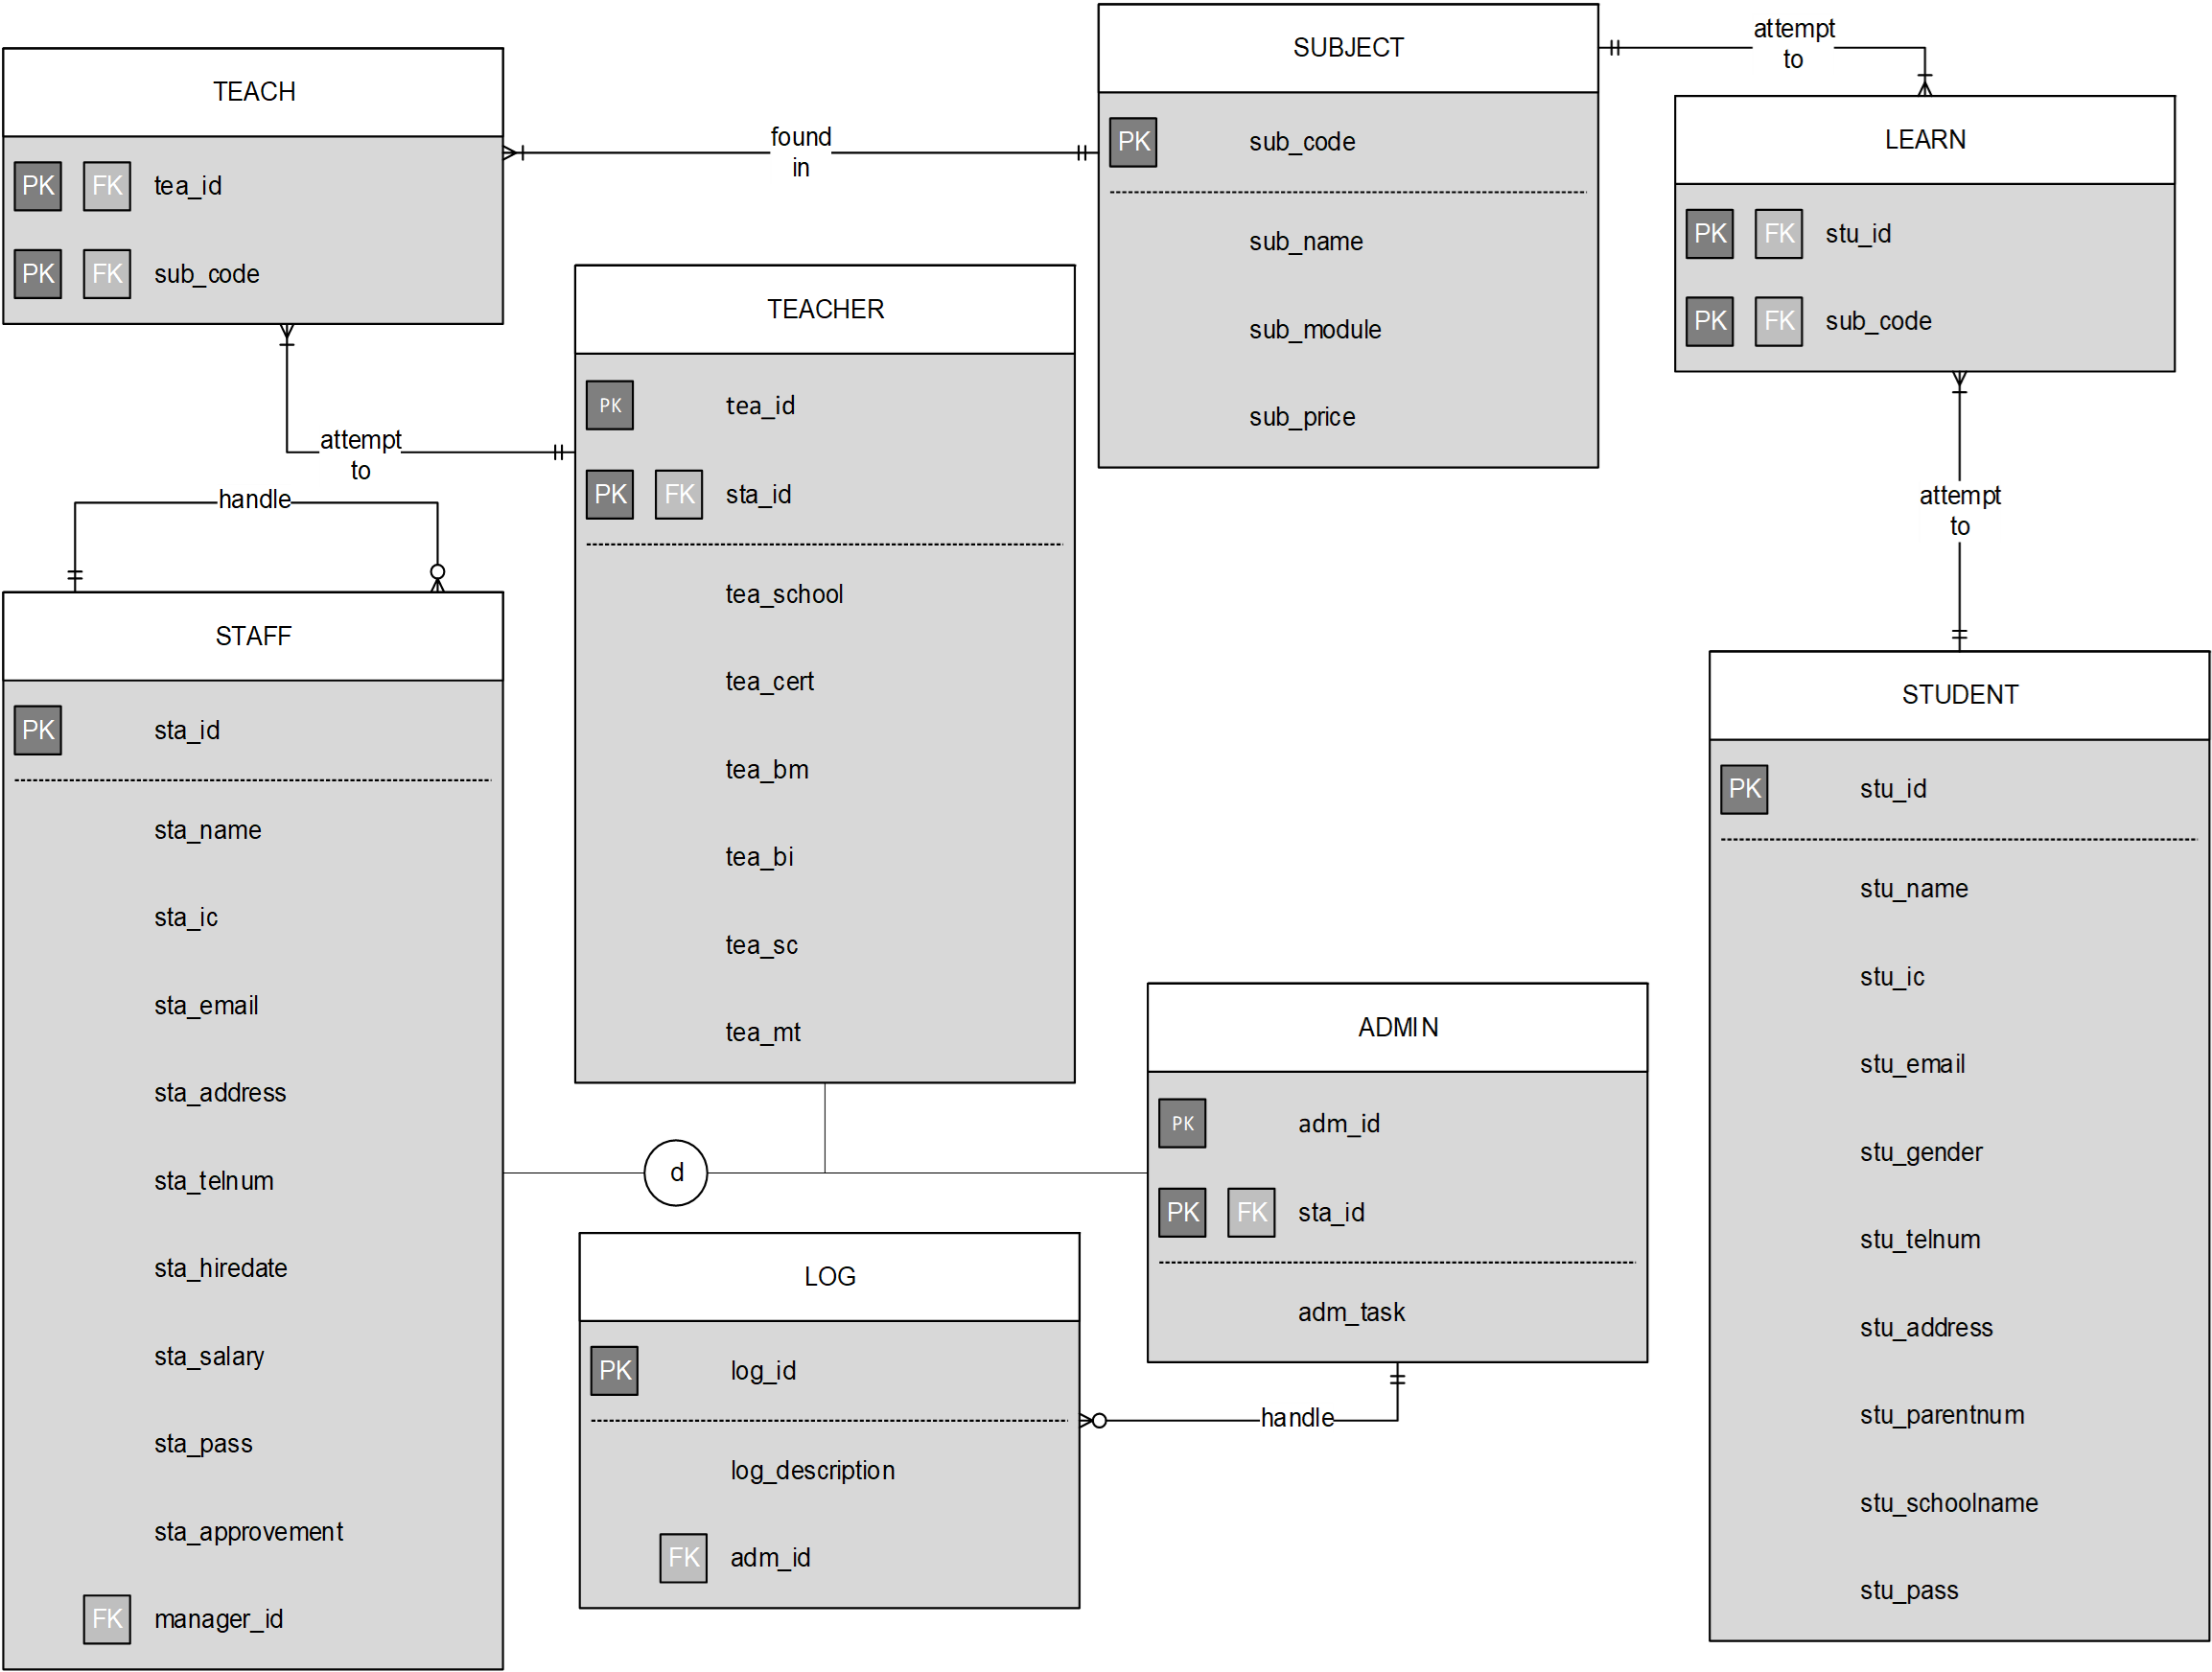 TEACH
PK FK tea_id
PK FK sub_code
found
in
SUBJECT
PK sub_code
sub_name
sub_module
sub_price
attempt
to
LEARN
PK FK stu_id
PK FK sub_code
attempt
to
TEACHER
PK tea_id
PK FK sta_id
tea_school
tea_cert
tea_bm
tea_bi
tea_sc
tea_mt
attempt
to
handle
STAFF
PK sta_id
sta_name
sta_ic
sta_email
sta_address
sta_telnum
sta_hiredate
sta_salary
sta_pass
sta_approvement
FK manager_id
d
ADMIN
PK adm_id
PK FK sta_id
adm_task
handle
LOG
PK log_id
log_description
FK adm_id
STUDENT
PK stu_id
stu_name
stu_ic
stu_email
stu_gender
stu_telnum
stu_address
stu_parentnum
stu_schoolname
stu_pass